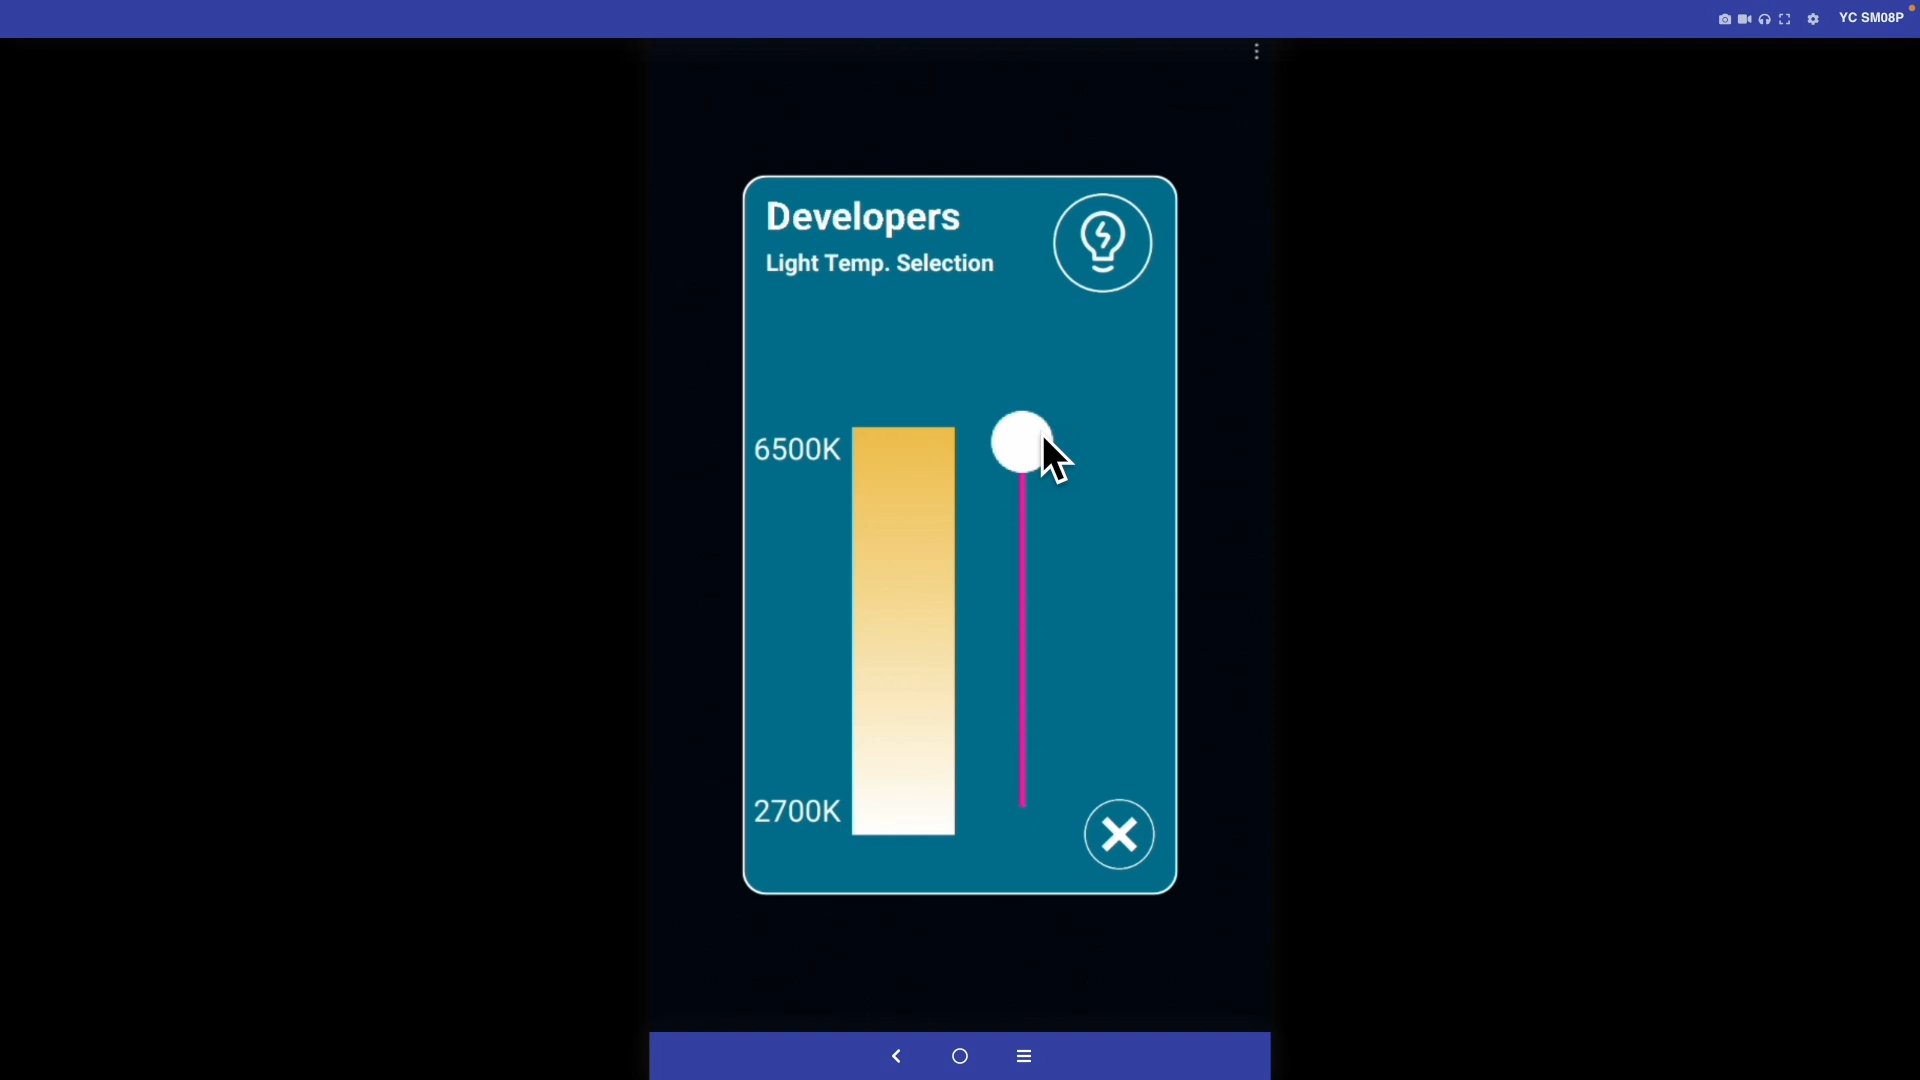 YC SM08P
Developers
Light Temp. Selection
6500K
2700K